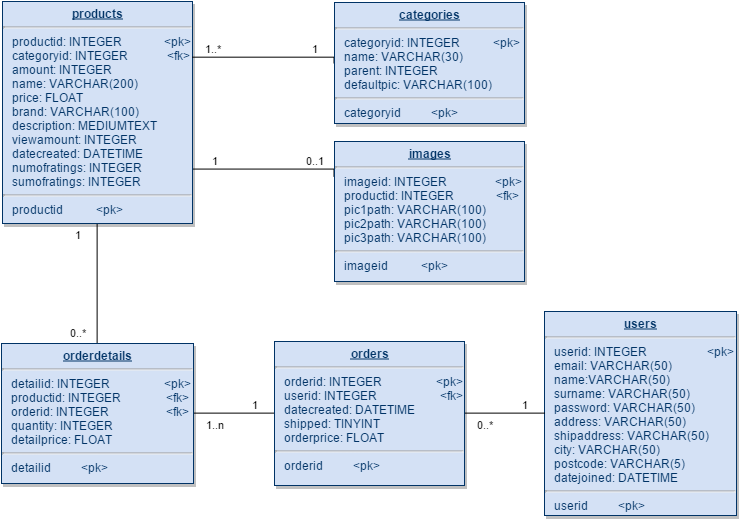 products
productid: INTEGER <pk>
categoryid: INTEGER <fk>
amount: INTEGER
name: VARCHAR(200)
price: FLOAT
brand: VARCHAR(100)
description: MEDIUMTEXT
viewamount: INTEGER
datecreated: DATETIME
numofratings: INTEGER
sumofratings: INTEGER
productid <pk>
1..* 1
categories
categoryid: INTEGER <pk>
name: VARCHAR(30)
parent: INTEGER
defaultpic: VARCHAR(100)
categoryid <pk>
1 0..1
images
imageid: INTEGER <pk>
productid: INTEGER <fk>
pic1path: VARCHAR(100)
pic2path: VARCHAR(100)
pic3path: VARCHAR(100)
imageid <pk>
1
0..*
orderdetails
detailid: INTEGER <pk>
productid: INTEGER <fk>
orderid: INTEGER <fk>
quantity: INTEGER
detailprice: FLOAT
detailid <pk>
1
1..n
orders
orderid: INTEGER <pk>
userid: INTEGER <fk>
datecreated: DATETIME
shipped: TINYINT
orderprice: FLOAT
orderid <pk>
1
0..*
users
userid: INTEGER <pk>
email: VARCHAR(50)
name:VARCHAR(50)
surname: VARCHAR(50)
password: VARCHAR(50)
address: VARCHAR(50)
shipaddress: VARCHAR(50)
city: VARCHAR(50)
postcode: VARCHAR(5)
datejoined: DATETIME
userid <pk>